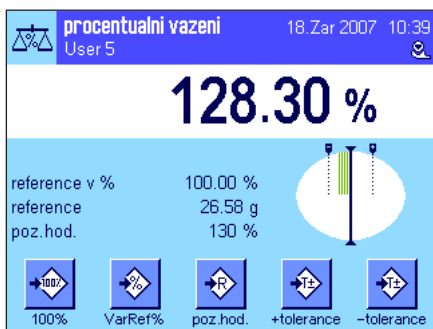 procentualni vazeni 18.Zar 2007 10:39
User 5
128.30 %
reference v % 100.00 %
reference 26.58 g
poz.hod. 130 %
100% % R T± T±
100% VarRef% poz.hod. +tolerance -tolerance